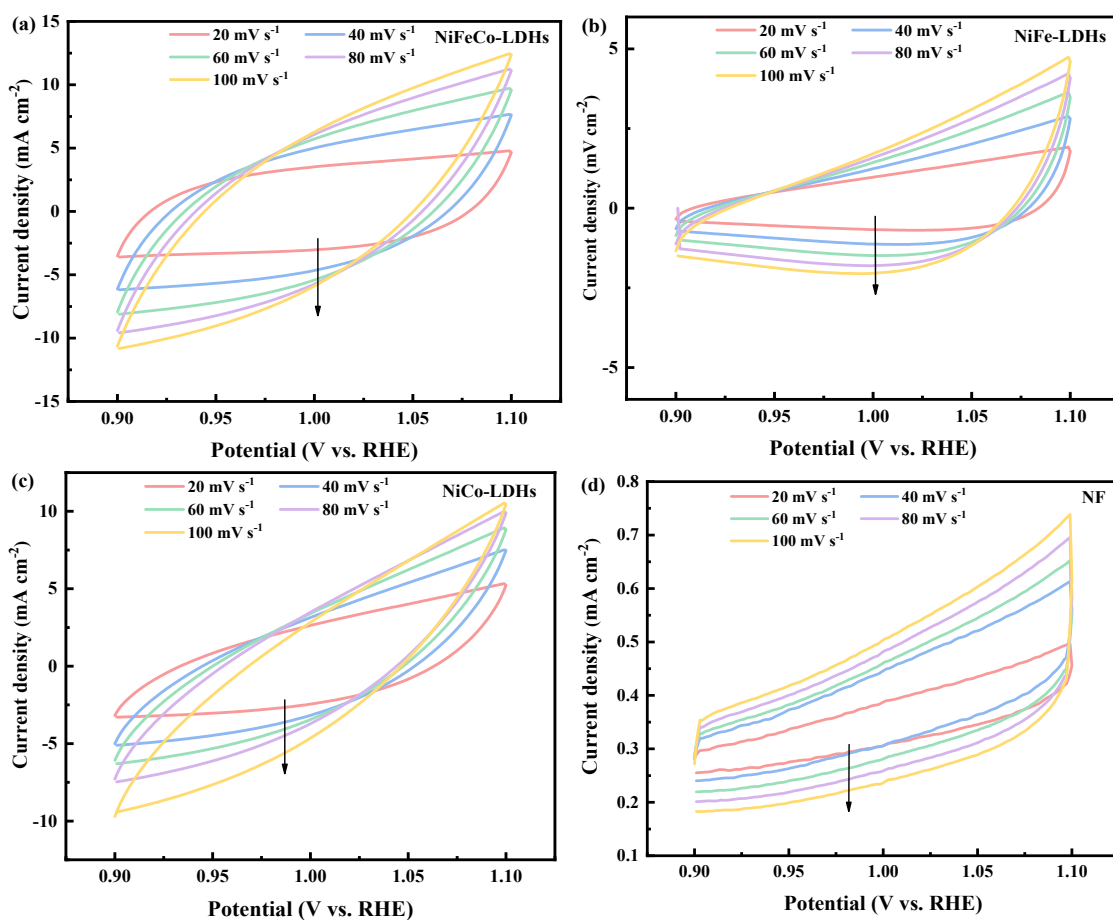 (a)
20 mV s⁻¹ 40 mV s⁻¹ NiFeCo-LDHs
60 mV s⁻¹ 80 mV s⁻¹
100 mV s⁻¹
Current density (mA cm⁻²)
15
10
5
0
-5
-10
-15
0.90 0.95 1.00 1.05 1.10
Potential (V vs. RHE)
(b)
20 mV s⁻¹ 40 mV s⁻¹ NiFe-LDHs
60 mV s⁻¹ 80 mV s⁻¹
100 mV s⁻¹
Current density (mV cm⁻²)
5
0
-5
0.90 0.95 1.00 1.05 1.10
Potential (V vs. RHE)
(c)
20 mV s⁻¹ 40 mV s⁻¹ NiCo-LDHs
60 mV s⁻¹ 80 mV s⁻¹
100 mV s⁻¹
Current density (mA cm⁻²)
10
5
0
-5
-10
0.90 0.95 1.00 1.05 1.10
Potential (V vs. RHE)
(d)
20 mV s⁻¹ 40 mV s⁻¹ NF
60 mV s⁻¹ 80 mV s⁻¹
100 mV s⁻¹
Current density (mA cm⁻²)
0.8
0.7
0.6
0.5
0.4
0.3
0.2
0.1
0.90 0.95 1.00 1.05 1.10
Potential (V vs. RHE)